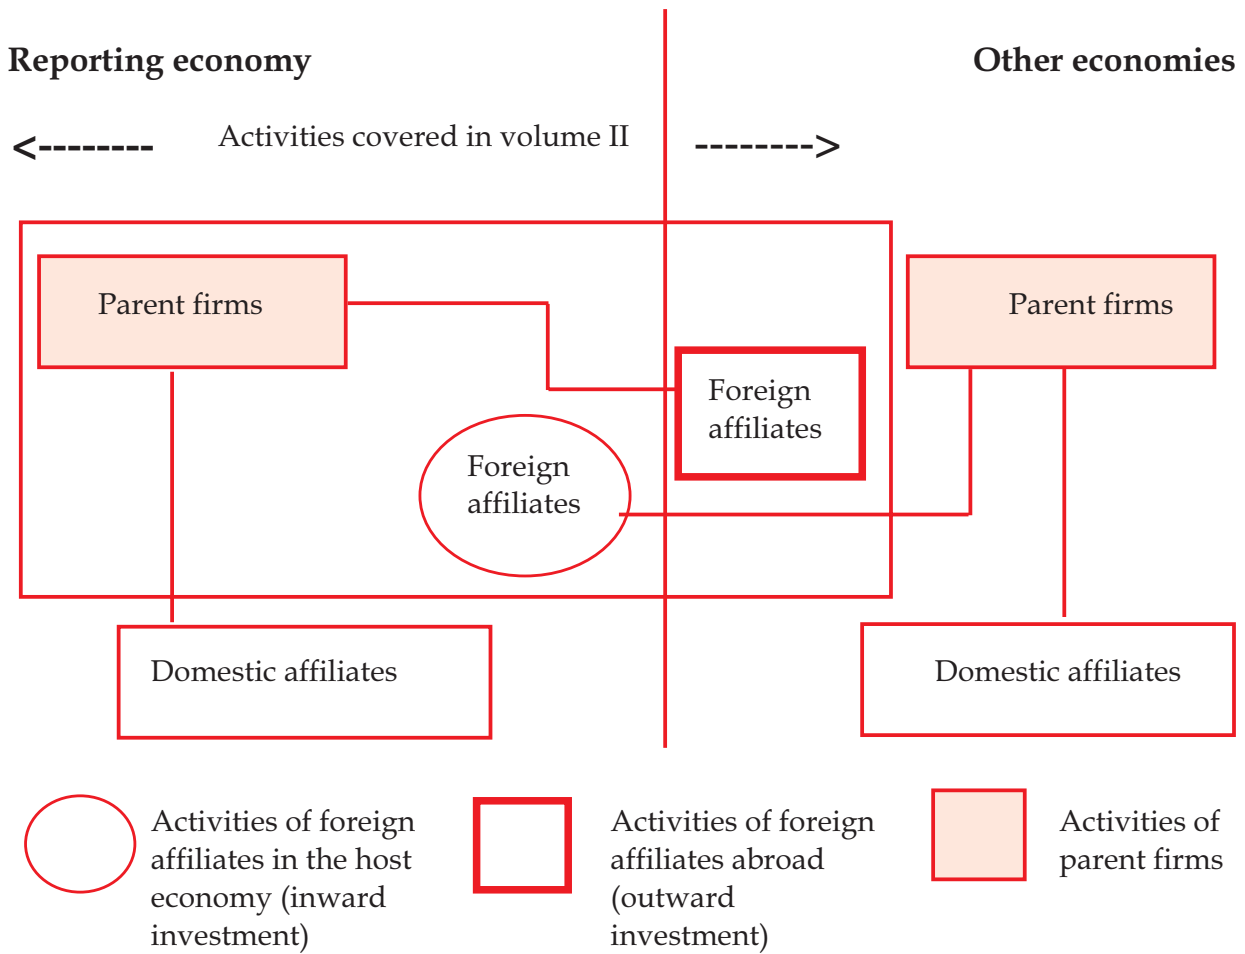 Reporting economy
Other economies
<--------
Activities covered in volume II
-------->
Parent firms
Parent firms
Foreign
affiliates
Foreign
affiliates
Domestic affiliates
Domestic affiliates
Activities of foreign
affiliates in the host
economy (inward
investment)
Activities of foreign
affiliates abroad
(outward
investment)
Activities of
parent firms